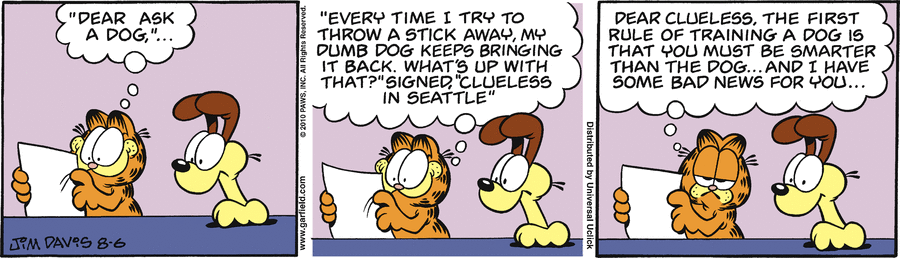 "DEAR ASK
A DOG,"...
JIM DAVIS 8-6
© 2010 PAWS, INC. All Rights Reserved.
www.garfield.com
"EVERY TIME I TRY TO
THROW A STICK AWAY, MY
DUMB DOG KEEPS BRINGING
IT BACK. WHAT'S UP WITH
THAT?" SIGNED, "CLUELESS
IN SEATTLE"
Distributed by Universal Uclick
DEAR CLUELESS, THE FIRST
RULE OF TRAINING A DOG IS
THAT YOU MUST BE SMARTER
THAN THE DOG...AND I HAVE
SOME BAD NEWS FOR YOU...